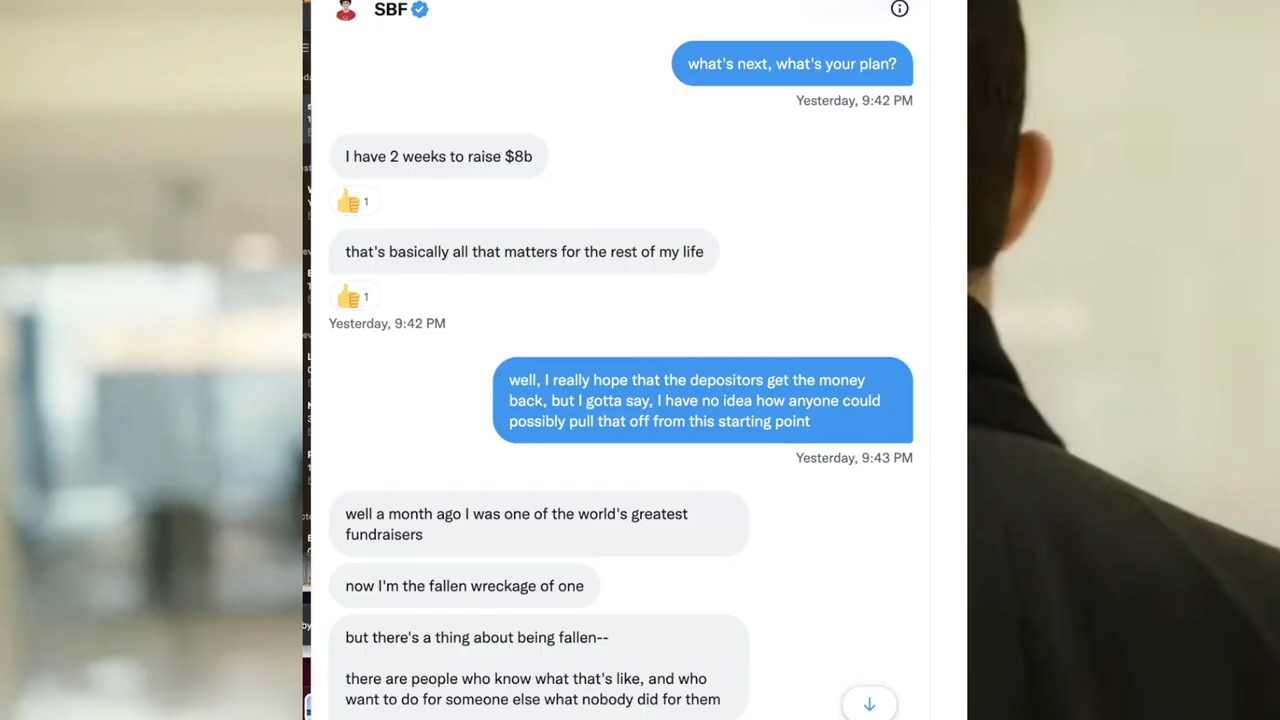 SBF
what's next, what's your plan?
Yesterday, 9:42 PM
I have 2 weeks to raise $8b
1
that's basically all that matters for the rest of my life
1
Yesterday, 9:42 PM
well, I really hope that the depositors get the money
back, but I gotta say, I have no idea how anyone could
possibly pull that off from this starting point
Yesterday, 9:43 PM
well a month ago I was one of the world's greatest
fundraisers
now I'm the fallen wreckage of one
but there's a thing about being fallen--
there are people who know what that's like, and who
want to do for someone else what nobody did for them